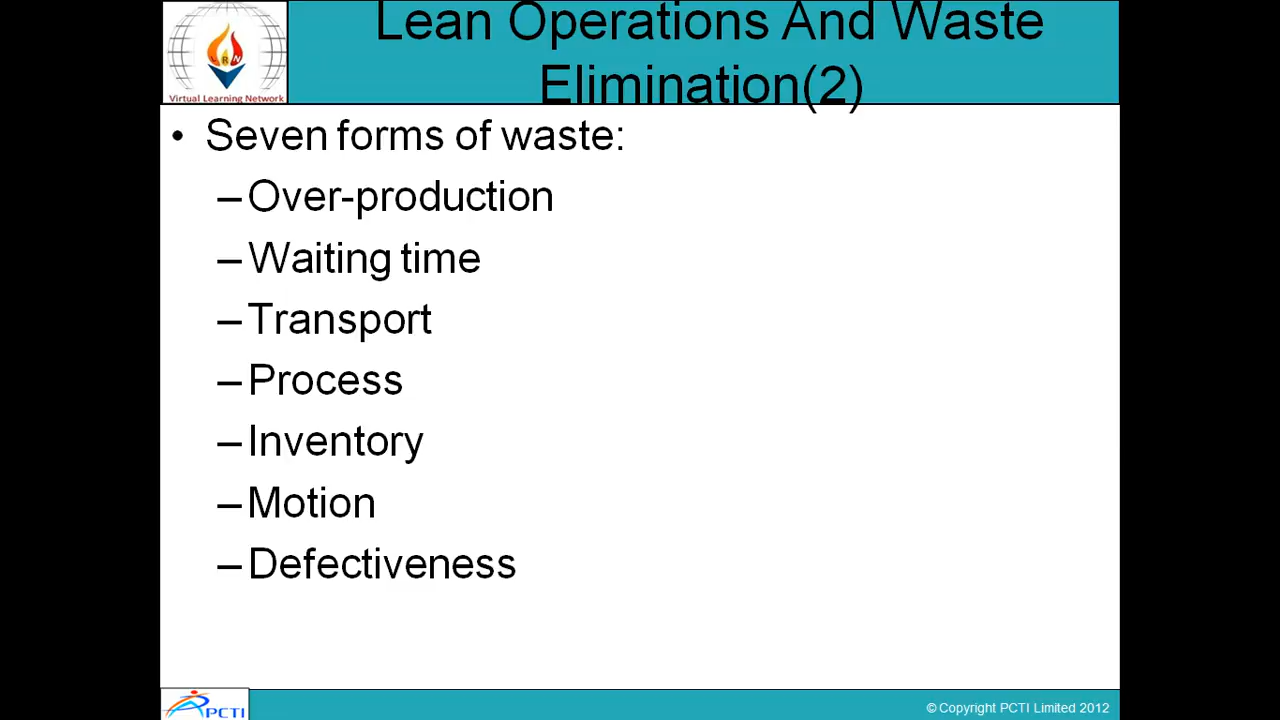 Lean Operations And Waste
Elimination(2)
Virtual Learning Network
• Seven forms of waste:
–Over-production
–Waiting time
–Transport
–Process
–Inventory
–Motion
–Defectiveness
PCTI
© Copyright PCTI Limited 2012